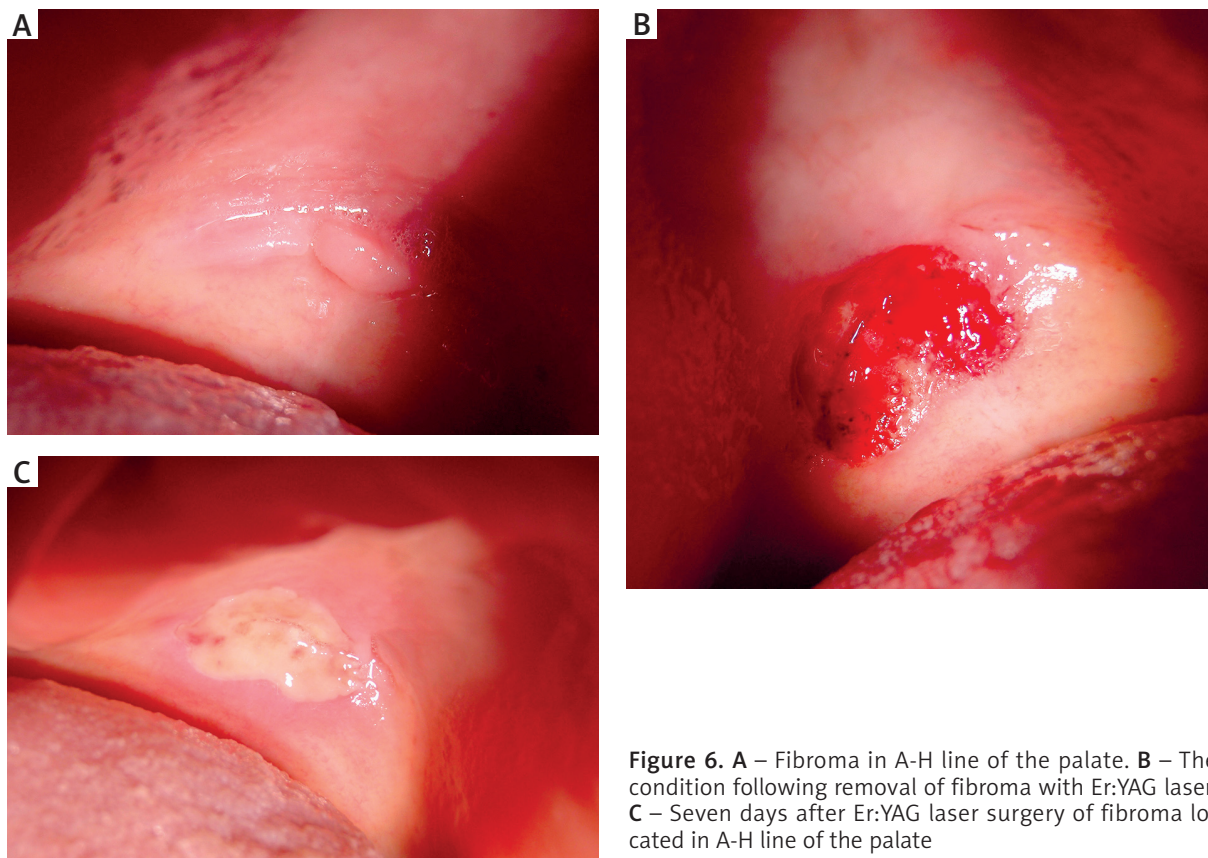 A
B
C
Figure 6. A – Fibroma in A-H line of the palate. B – The
condition following removal of fibroma with Er:YAG laser
C – Seven days after Er:YAG laser surgery of fibroma lo-
cated in A-H line of the palate